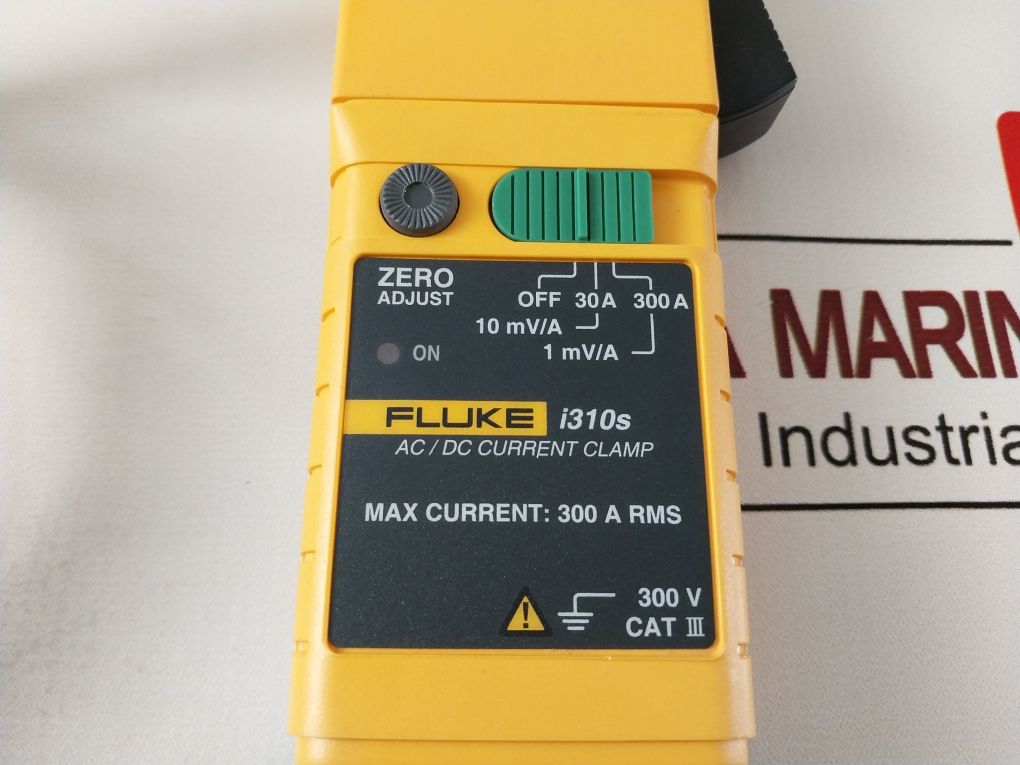 ZERO
ADJUST
OFF 30 A 300 A
10 mV/A
1 mV/A
ON
FLUKE i310s
AC / DC CURRENT CLAMP
MAX CURRENT: 300 A RMS
300 V
CAT III
MARIN
Industria